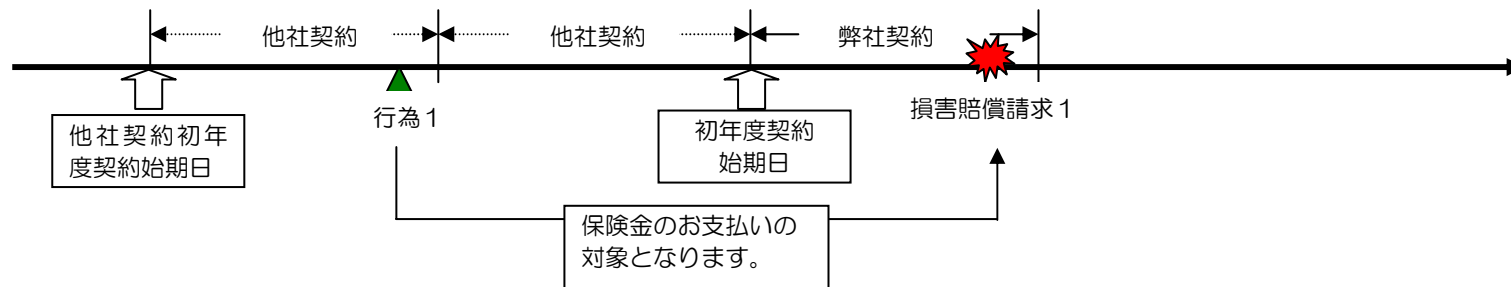 他社契約
他社契約
弊社契約
行為１
損害賠償請求１
他社契約初年
度契約始期日
初年度契約
始期日
保険金のお支払いの
対象となります。